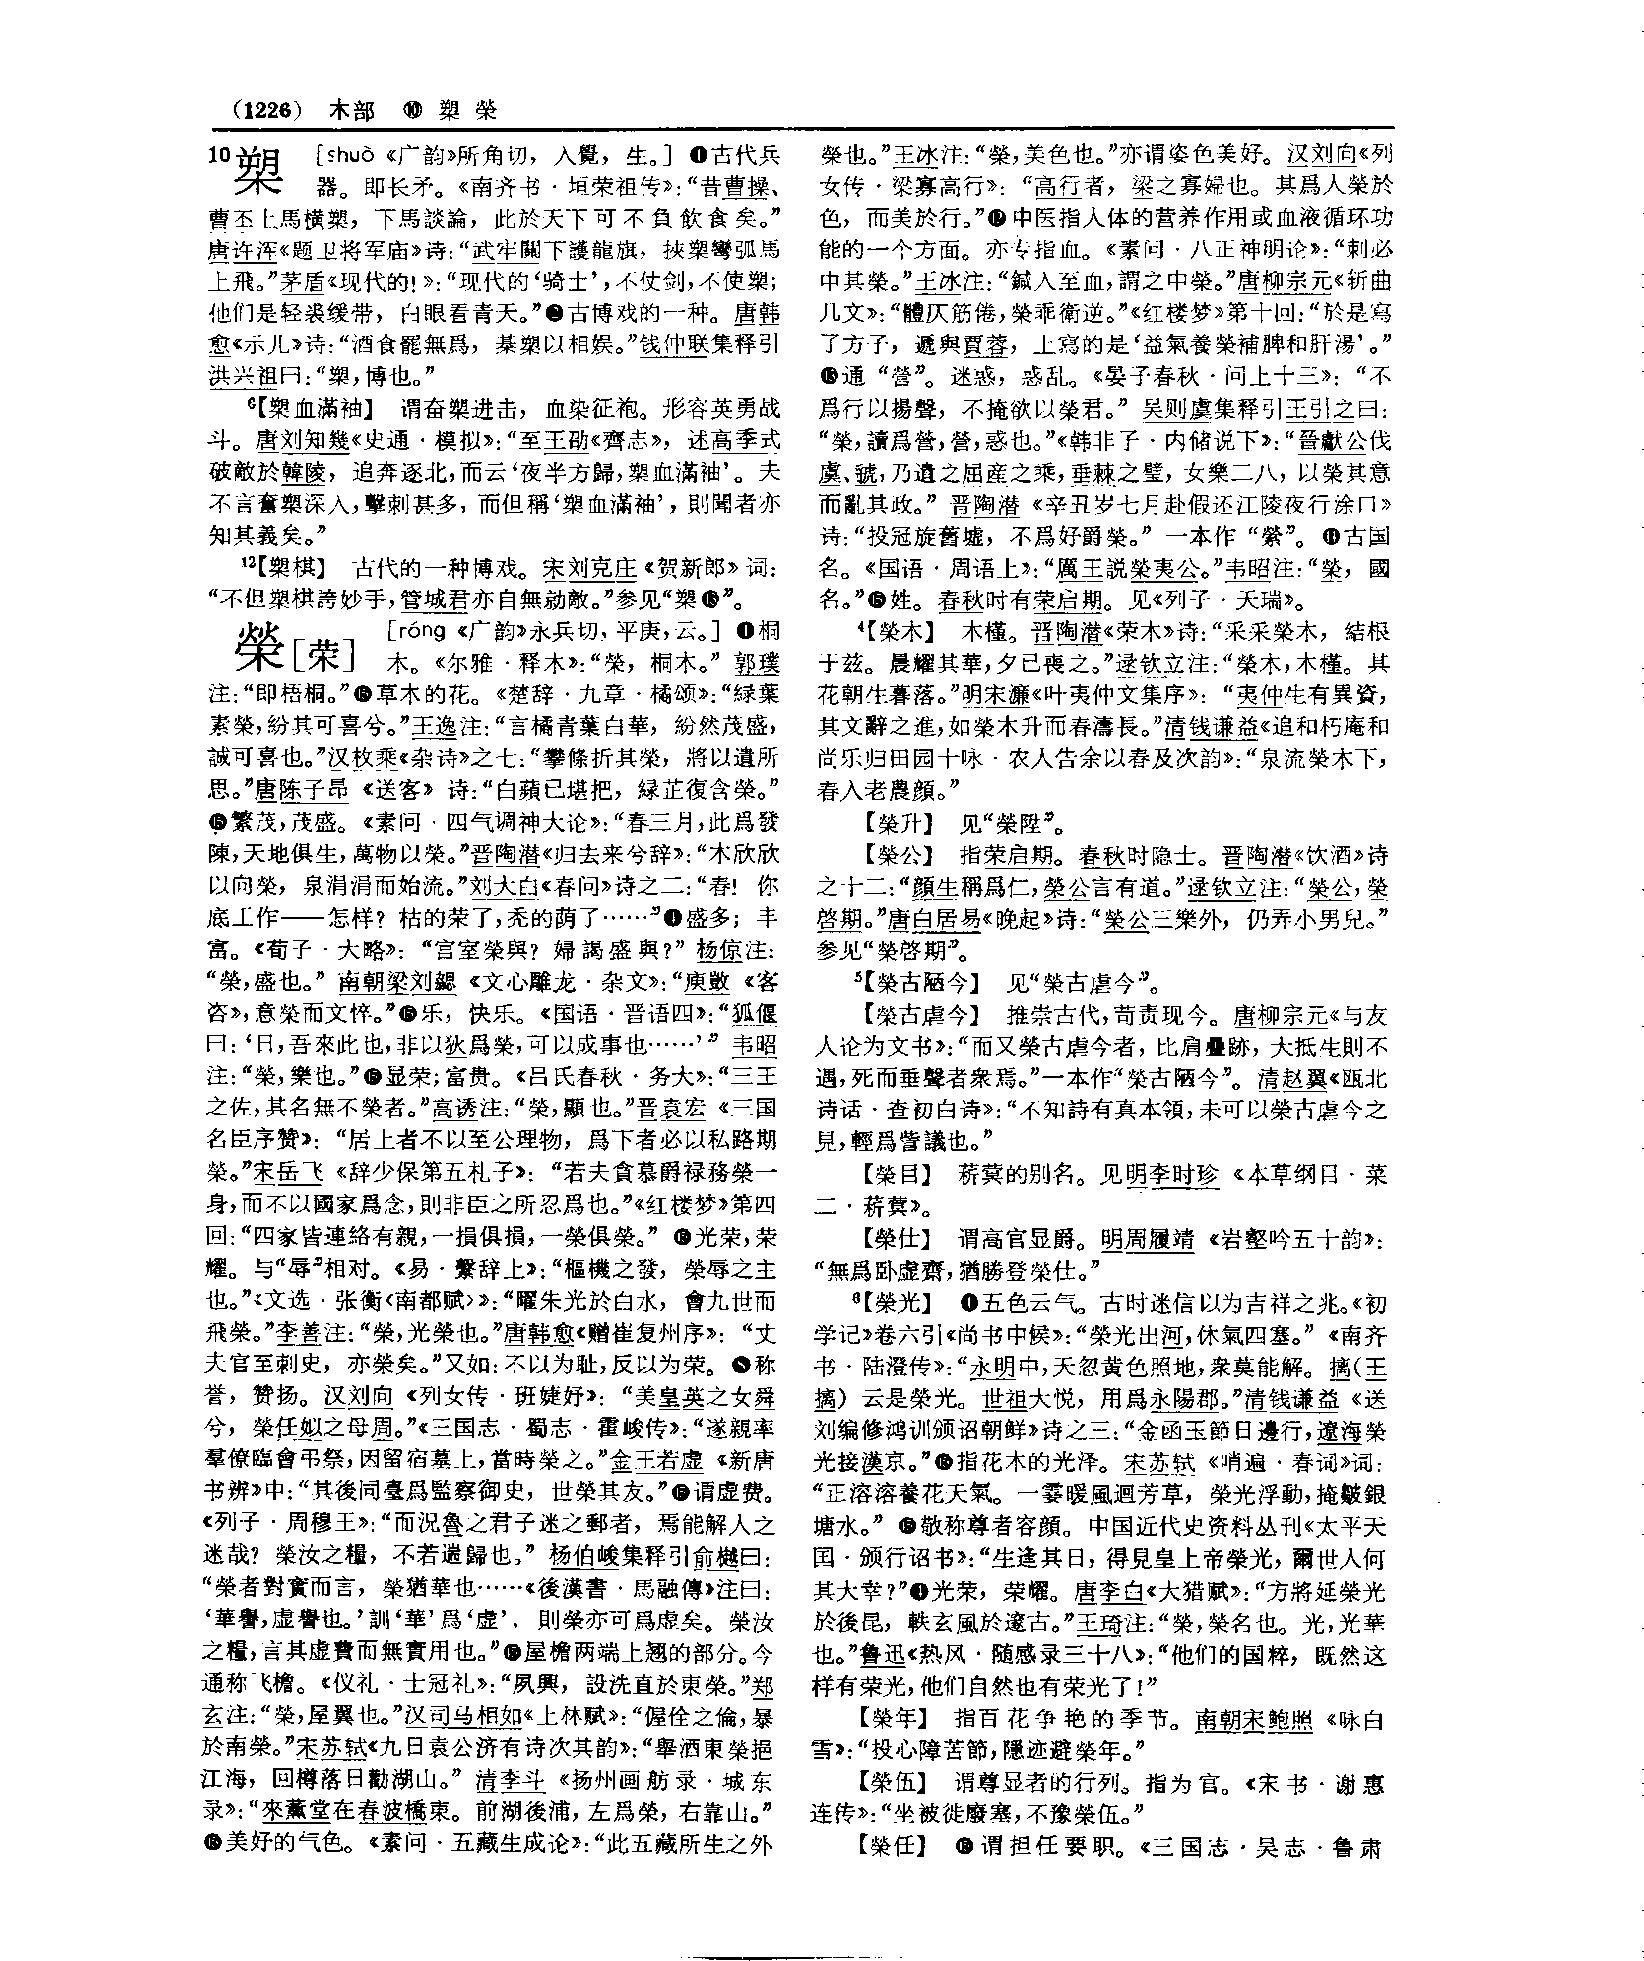 (1226) 木部 ⑩ 槊 榮
10槊 [shuò《广韵》所角切，入覺，生。] ❶古代兵
器。即长矛。《南齐书·垣荣祖传》：“昔曹操、
曹丕上馬横槊，下馬談論，此於天下可不負飲食矣。”
唐许浑《题卫将军庙》诗：“武牢關下護龍旗，挾槊彎弧馬
上飛。”茅盾《现代的！》：“现代的‘骑士’，不仗剑，不使槊；
他们是轻裘缓带，白眼看青天。”❷古博戏的一种。唐韩
愈《示儿》诗：“酒食罷無爲，棊槊以相娱。”钱仲联集释引
洪兴祖曰：“槊，博也。”
6【槊血滿袖】 谓奋槊进击，血染征袍。形容英勇战
斗。唐刘知幾《史通·模拟》：“至王劭《齊志》，述高季式
破敵於韓陵，追奔逐北，而云‘夜半方歸，槊血滿袖’。夫
不言奮槊深入，擊刺甚多，而但稱‘槊血滿袖’，則聞者亦
知其義矣。”
12【槊棋】 古代的一种博戏。宋刘克庄《贺新郎》词：
“不但槊棋誇妙手，管城君亦自無勍敵。”参见“槊❷”。
榮[荣] [róng《广韵》永兵切，平庚，云。] ❶桐
木。《尔雅·释木》：“榮，桐木。”郭璞
注：“即梧桐。”❷草木的花。《楚辞·九章·橘颂》：“緑葉
素榮，紛其可喜兮。”王逸注：“言橘青葉白華，紛然茂盛，
誠可喜也。”汉枚乘《杂诗》之七：“攀條折其榮，將以遺所
思。”唐陈子昂《送客》诗：“白蘋已堪把，緑芷復含榮。”
❸繁茂，茂盛。《素问·四气调神大论》：“春三月，此爲發
陳，天地俱生，萬物以榮。”晋陶潜《归去来兮辞》：“木欣欣
以向榮，泉涓涓而始流。”刘大白《春问》诗之二：“春！你
底工作——怎样？枯的荣了，秃的荫了……”❹盛多；丰
富。《荀子·大略》：“宫室榮與？婦謁盛與？”杨倞注：
“榮，盛也。”南朝梁刘勰《文心雕龙·杂文》：“庾敳《客
咨》，意榮而文悴。”❺乐，快乐。《国语·晋语四》：“狐偃
曰：‘日，吾來此也，非以狄爲榮，可以成事也……’”韦昭
注：“榮，樂也。”❻显荣；富贵。《吕氏春秋·务大》：“三王
之佐，其名無不榮者。”高诱注：“榮，顯也。”晋袁宏《三国
名臣序赞》：“居上者不以至公理物，爲下者必以私路期
榮。”宋岳飞《辞少保第五札子》：“若夫貪慕爵禄務榮一
身，而不以國家爲念，則非臣之所忍爲也。”《红楼梦》第四
回：“四家皆連絡有親，一損俱損，一榮俱榮。”❼光荣，荣
耀。与“辱”相对。《易·繫辞上》：“樞機之發，榮辱之主
也。”《文选·张衡〈南都赋〉》：“曜朱光於白水，會九世而
飛榮。”李善注：“榮，光榮也。”唐韩愈《赠崔复州序》：“丈
夫官至刺史，亦榮矣。”又如：不以为耻，反以为荣。❽称
誉，赞扬。汉刘向《列女传·班婕妤》：“美皇英之女舜
兮，榮任姒之母周。”《三国志·蜀志·霍峻传》：“遂親率
羣僚臨會弔祭，因留宿墓上，當時榮之。”金王若虚《新唐
书辨》中：“其後同臺爲監察御史，世榮其友。”❾谓虚费。
《列子·周穆王》：“而況魯之君子迷之郵者，焉能解人之
迷哉？榮汝之糧，不若遄歸也。”杨伯峻集释引俞樾曰：
“榮者對實而言，榮猶華也……《後漢書·馬融傳》注曰：
‘華譽，虚譽也。’訓‘華’爲‘虚’，則榮亦可爲虚矣。榮汝
之糧，言其虚費而無實用也。”❿屋檐两端上翘的部分。今
通称飞檐。《仪礼·士冠礼》：“夙興，設洗直於東榮。”郑
玄注：“榮，屋翼也。”汉司马相如《上林赋》：“偓佺之倫，暴
於南榮。”宋苏轼《九日袁公济有诗次其韵》：“舉酒東榮挹
江海，回樽落日勸湖山。”清李斗《扬州画舫录·城东
录》：“來薰堂在春波橋東。前湖後浦，左爲榮，右靠山。”
⓫美好的气色。《素问·五藏生成论》：“此五藏所生之外
榮也。”王冰注：“榮，美色也。”亦谓姿色美好。汉刘向《列
女传·梁寡高行》：“高行者，梁之寡婦也。其爲人榮於
色，而美於行。”⓬中医指人体的营养作用或血液循环功
能的一个方面。亦专指血。《素问·八正神明论》：“刺必
中其榮。”王冰注：“鍼入至血，謂之中榮。”唐柳宗元《斩曲
几文》：“體仄筋倦，榮乖衛逆。”《红楼梦》第十回：“於是寫
了方子，遞與賈蓉，上寫的是‘益氣養榮補脾和肝湯’。”
⓭通“營”。迷惑，惑乱。《晏子春秋·问上十三》：“不
爲行以揚聲，不掩欲以榮君。”吴则虞集释引王引之曰：
“榮，讀爲營，營，惑也。”《韩非子·内储说下》：“晉獻公伐
虞、虢，乃遺之屈産之乘，垂棘之璧，女樂二八，以榮其意
而亂其政。”晋陶潜《辛丑岁七月赴假还江陵夜行涂口》
诗：“投冠旋舊墟，不爲好爵榮。”一本作“縈”。⓮古国
名。《国语·周语上》：“厲王説榮夷公。”韦昭注：“榮，國
名。”⓯姓。春秋时有荣启期。见《列子·天瑞》。
4【榮木】 木槿。晋陶潜《荣木》诗：“采采榮木，結根
于兹。晨耀其華，夕已喪之。”逯钦立注：“榮木，木槿。其
花朝生暮落。”明宋濂《叶夷仲文集序》：“夷仲生有異資，
其文辭之進，如榮木升而春濤長。”清钱谦益《追和朽庵和
尚乐归田园十咏·农人告余以春及次韵》：“泉流榮木下，
春入老農顔。”
【榮升】 见“榮陞”。
【榮公】 指荣启期。春秋时隐士。晋陶潜《饮酒》诗
之十二：“顔生稱爲仁，榮公言有道。”逯钦立注：“榮公，榮
啓期。”唐白居易《晚起》诗：“榮公三樂外，仍弄小男兒。”
参见“榮啓期”。
5【榮古陋今】 见“榮古虐今”。
【榮古虐今】 推崇古代，苛责现今。唐柳宗元《与友
人论为文书》：“而又榮古虐今者，比肩疊跡，大抵生則不
遇，死而垂聲者衆焉。”一本作“榮古陋今”。清赵翼《瓯北
诗话·查初白诗》：“不知詩有真本領，未可以榮古虐今之
見，輕爲訾議也。”
【榮目】 菥蓂的别名。见明李时珍《本草纲目·菜
二·菥蓂》。
【榮仕】 谓高官显爵。明周履靖《岩壑吟五十韵》：
“無爲卧虚齋，猶勝登榮仕。”
6【榮光】 ❶五色云气。古时迷信以为吉祥之兆。《初
学记》卷六引《尚书中候》：“榮光出河，休氣四塞。”《南齐
书·陆澄传》：“永明中，天忽黄色照地，衆莫能解。摛（王
摛）云是榮光。世祖大悦，用爲永陽郡。”清钱谦益《送
刘编修鸿训颁诏朝鲜》诗之三：“金函玉節日邊行，遼海榮
光接漢京。”❷指花木的光泽。宋苏轼《哨遍·春词》词：
“正溶溶養花天氣。一霎暖風迴芳草，榮光浮動，掩皺銀
塘水。”❸敬称尊者容颜。中国近代史资料丛刊《太平天
囯·颁行诏书》：“生逢其日，得見皇上帝榮光，爾世人何
其大幸？”❹光荣，荣耀。唐李白《大猎赋》：“方將延榮光
於後昆，軼玄風於邃古。”王琦注：“榮，榮名也。光，光華
也。”鲁迅《热风·随感录三十八》：“他们的国粹，既然这
样有荣光，他们自然也有荣光了！”
【榮年】 指百花争艳的季节。南朝宋鲍照《咏白
雪》：“投心障苦節，隱迹避榮年。”
【榮伍】 谓尊显者的行列。指为官。《宋书·谢惠
连传》：“坐被徙廢塞，不豫榮伍。”
【榮任】 ❶谓担任要职。《三国志·吴志·鲁肃